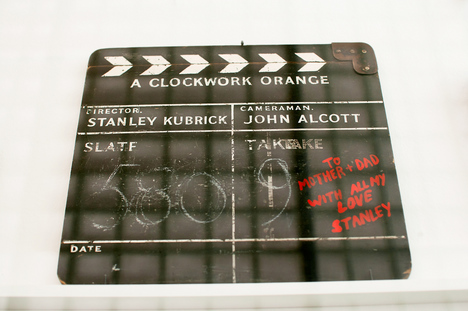 A CLOCKWORK ORANGE
DIRECTOR.
STANLEY KUBRICK
CAMERAMAN.
JOHN ALCOTT
SLATE
TAKE
TO
MOTHER + DAD
WITH ALL MY
LOVE
STANLEY
DATE